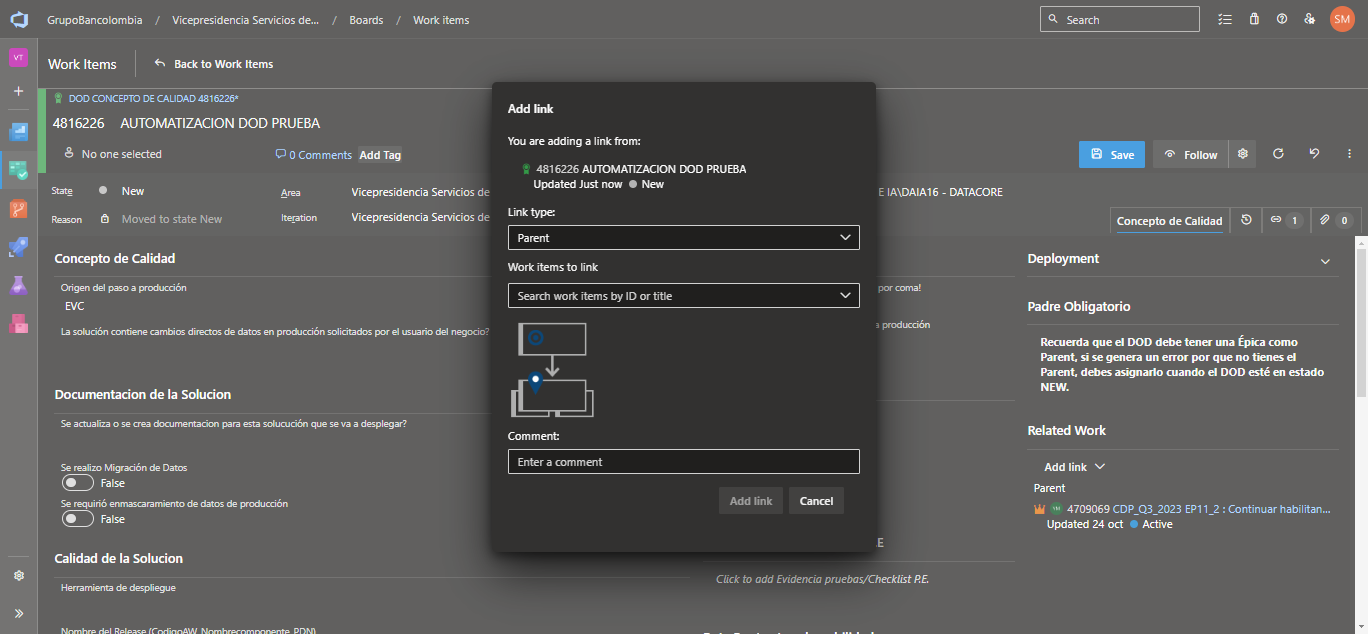 GrupoBancolombia / Vicepresidencia Servicios de... / Boards / Work items
Search
SM
VT
Work Items
Back to Work Items
DOD CONCEPTO DE CALIDAD 4816226*
4816226 AUTOMATIZACION DOD PRUEBA
No one selected
0 Comments
Add Tag
Save
Follow
State
New
Area
Vicepresidencia Servicios de
E IA\DAIA16 - DATACORE
Reason
Moved to state New
Iteration
Vicepresidencia Servicios de
Concepto de Calidad
1
0
Concepto de Calidad
Origen del paso a producción
EVC
por coma!
La solución contiene cambios directos de datos en producción solicitados por el usuario del negocio?
a producción
Documentacion de la Solucion
Se actualiza o se crea documentacion para esta solucución que se va a desplegar?
Se realizo Migración de Datos
False
Se requirió enmascaramiento de datos de producción
False
Calidad de la Solucion
Herramienta de despliegue
Nombre del Release (CodigoAW_Nombrecomponente_PDN)
Add link
You are adding a link from:
4816226 AUTOMATIZACION DOD PRUEBA
Updated Just now
New
Link type:
Parent
Work items to link
Search work items by ID or title
Comment:
Enter a comment
Add link
Cancel
E
Click to add Evidencia pruebas/Checklist P.E.
Deployment
Padre Obligatorio
Recuerda que el DOD debe tener una Épica como
Parent, si se genera un error por que no tienes el
Parent, debes asignarlo cuando el DOD esté en estado
NEW.
Related Work
Add link
Parent
4709069 CDP_Q3_2023 EP11_2 : Continuar habilitan...
Updated 24 oct
Active